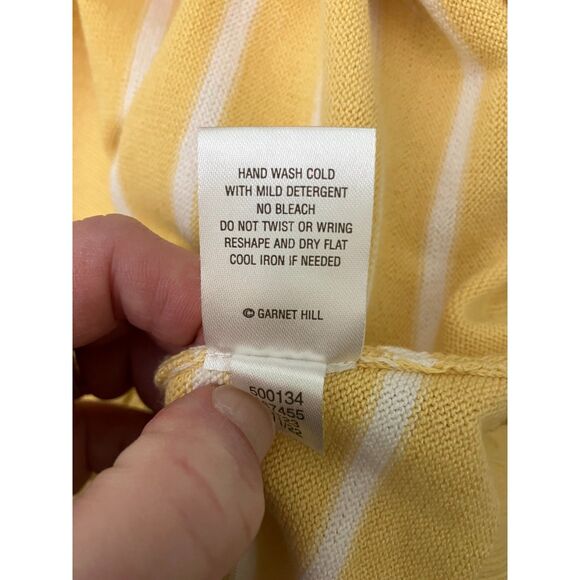 HAND WASH COLD
WITH MILD DETERGENT
NO BLEACH
DO NOT TWIST OR WRING
RESHAPE AND DRY FLAT
COOL IRON IF NEEDED
© GARNET HILL
500134